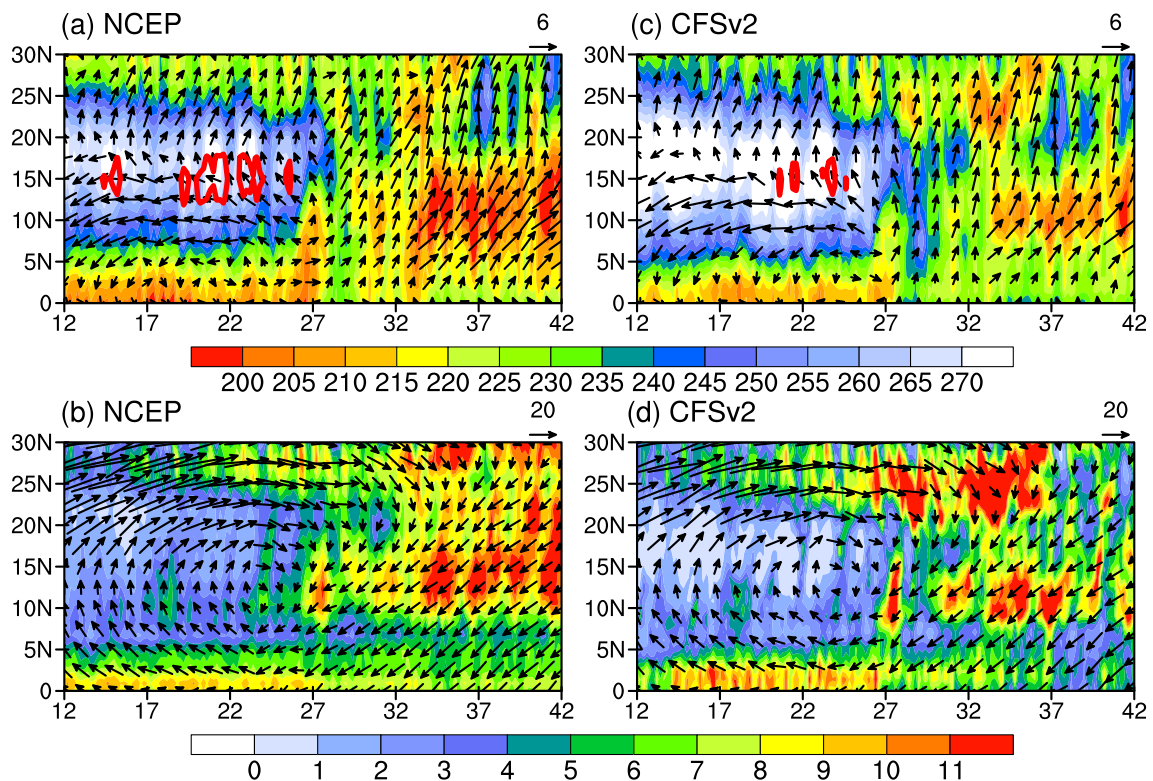 (a) NCEP 6 (c) CFSv2 6
30N 30N
25N 25N
20N 20N
15N 15N
10N 10N
5N 5N
0 0
12 17 22 27 32 37 42 12 17 22 27 32 37 42
200 205 210 215 220 225 230 235 240 245 250 255 260 265 270
(b) NCEP 20 (d) CFSv2 20
30N 30N
25N 25N
20N 20N
15N 15N
10N 10N
5N 5N
0 0
12 17 22 27 32 37 42 12 17 22 27 32 37 42
0 1 2 3 4 5 6 7 8 9 10 11